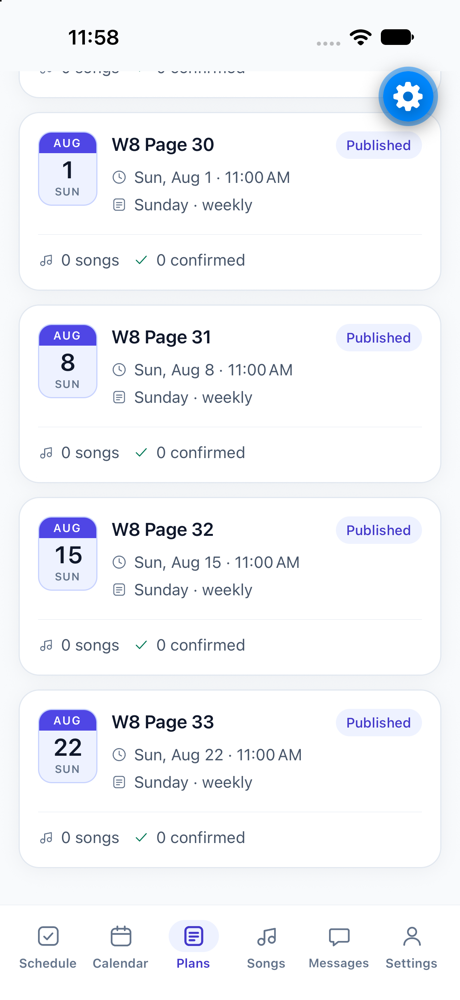 11:58
0 songs 0 confirmed
AUG
1
SUN
W8 Page 30
Published
Sun, Aug 1 · 11:00 AM
Sunday · weekly
0 songs 0 confirmed
AUG
8
SUN
W8 Page 31
Published
Sun, Aug 8 · 11:00 AM
Sunday · weekly
0 songs 0 confirmed
AUG
15
SUN
W8 Page 32
Published
Sun, Aug 15 · 11:00 AM
Sunday · weekly
0 songs 0 confirmed
AUG
22
SUN
W8 Page 33
Published
Sun, Aug 22 · 11:00 AM
Sunday · weekly
0 songs 0 confirmed
Schedule Calendar Plans Songs Messages Settings